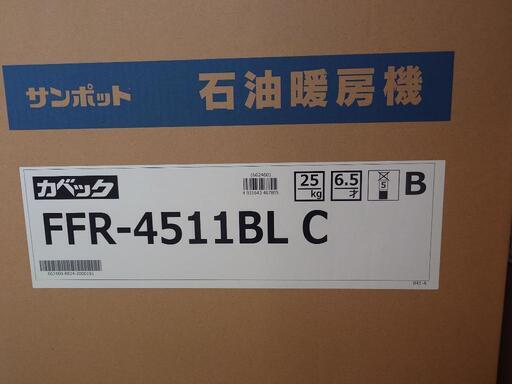 サンポット 石油暖房機
カベック
(662460)
25 kg
6.5 才
5
B
FFR-4511BL C